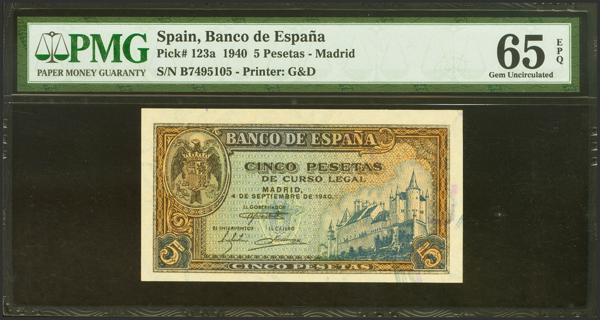 PMG
PAPER MONEY GUARANTY
Spain, Banco de España
Pick# 123a 1940 5 Pesetas - Madrid
S/N B7495105 - Printer: G&D
65 EPQ
Gem Uncirculated
BANCO DE ESPAÑA
CINCO PESETAS
DE CURSO LEGAL
MADRID,
4 DE SEPTIEMBRE DE 1940
EL GOBERNADOR
EL INTERVENTOR EL CAJERO
5 5
CINCO PESETAS